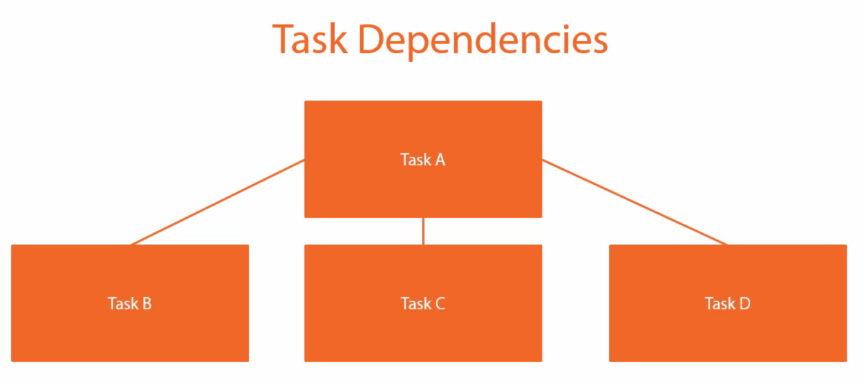 Task Dependencies
Task A
Task B
Task C
Task D